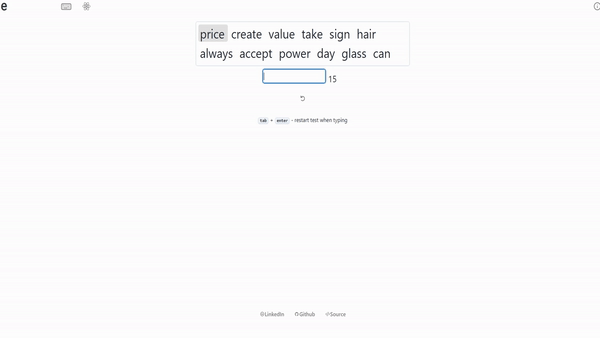 e
price create value take sign hair
always accept power day glass can
15
tab + enter - restart test when typing
LinkedIn Github Source